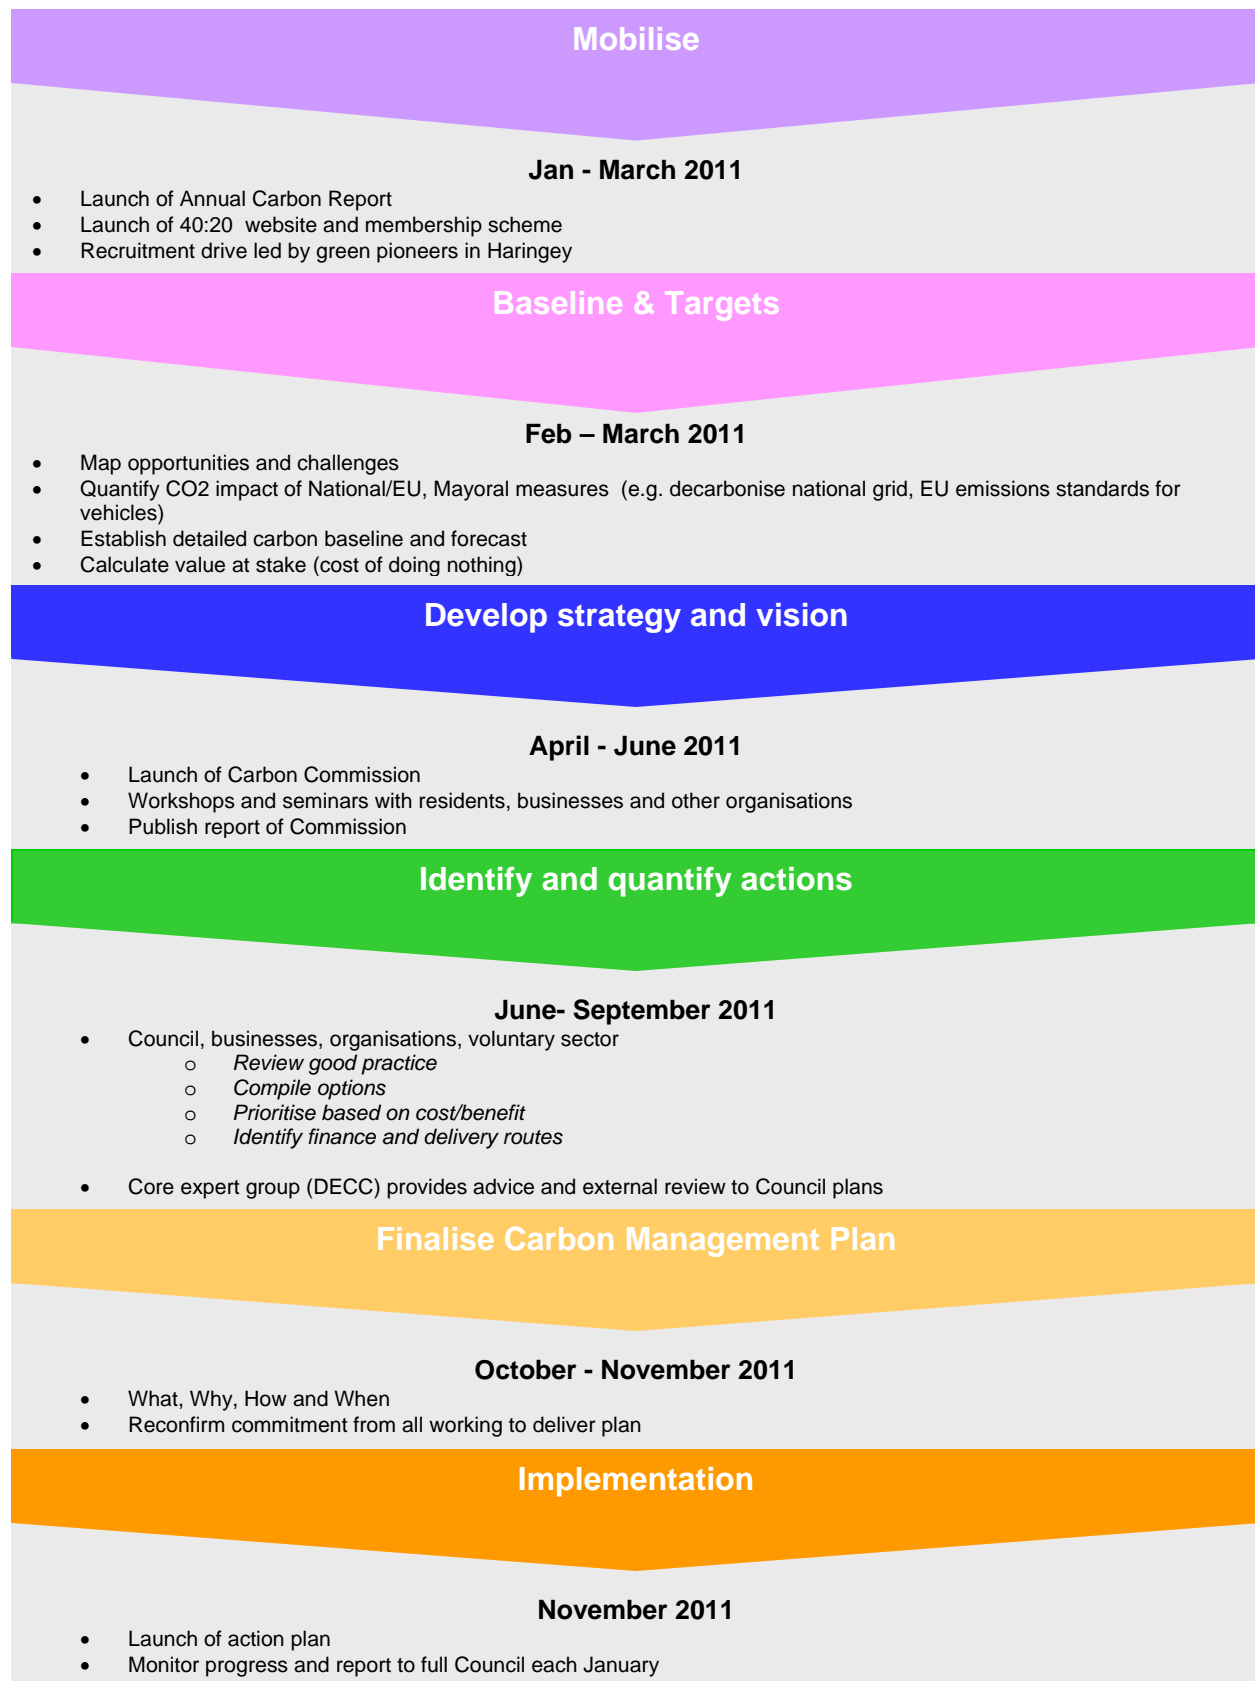 Mobilise
Jan - March 2011
• Launch of Annual Carbon Report
• Launch of 40:20 website and membership scheme
• Recruitment drive led by green pioneers in Haringey
Baseline & Targets
Feb – March 2011
• Map opportunities and challenges
• Quantify CO2 impact of National/EU, Mayoral measures (e.g. decarbonise national grid, EU emissions standards for
vehicles)
• Establish detailed carbon baseline and forecast
• Calculate value at stake (cost of doing nothing)
Develop strategy and vision
April - June 2011
• Launch of Carbon Commission
• Workshops and seminars with residents, businesses and other organisations
• Publish report of Commission
Identify and quantify actions
June- September 2011
• Council, businesses, organisations, voluntary sector
o Review good practice
o Compile options
o Prioritise based on cost/benefit
o Identify finance and delivery routes
• Core expert group (DECC) provides advice and external review to Council plans
Finalise Carbon Management Plan
October - November 2011
• What, Why, How and When
• Reconfirm commitment from all working to deliver plan
Implementation
November 2011
• Launch of action plan
• Monitor progress and report to full Council each January